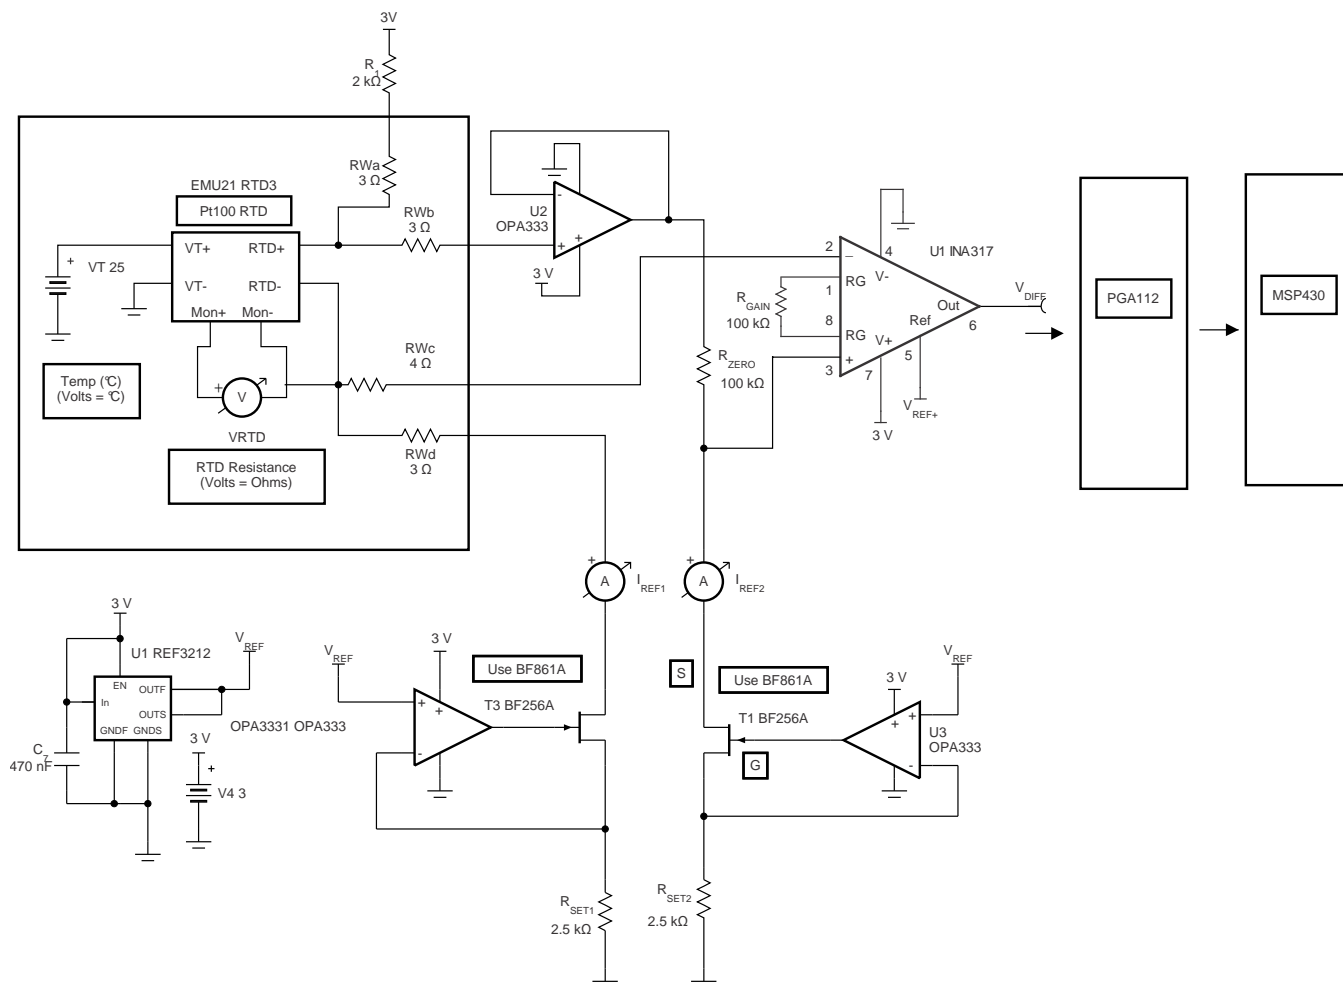 3V
R1
2 kΩ
RWa
3 Ω
EMU21 RTD3
Pt100 RTD
RWb
3 Ω
VT+
RTD+
VT-
RTD-
Mon+
Mon-
+
VT 25
RWc
4 Ω
Temp (°C)
(Volts = °C)
+
V
VRTD
RWd
3 Ω
RTD Resistance
(Volts = Ohms)
-
U2
OPA333
+
+
3 V
2
4
U1 INA317
−
V-
RG
1
RGAIN
100 kΩ
8
RG
Out
6
Ref
V+
5
+
3
7
VREF+
3 V
VDIFF
RZERO
100 kΩ
PGA112
MSP430
+
A
IREF1
+
A
IREF2
3 V
U1 REF3212
VREF
EN
OUTF
In
OUTS
GNDF
GNDS
OPA3331 OPA333
C7
470 nF
3 V
+
V4 3
VREF
3 V
Use BF861A
+
+
-
T3 BF256A
S
Use BF861A
3 V
VREF
T1 BF256A
+
+
U3
OPA333
-
G
RSET1
2.5 kΩ
RSET2
2.5 kΩ